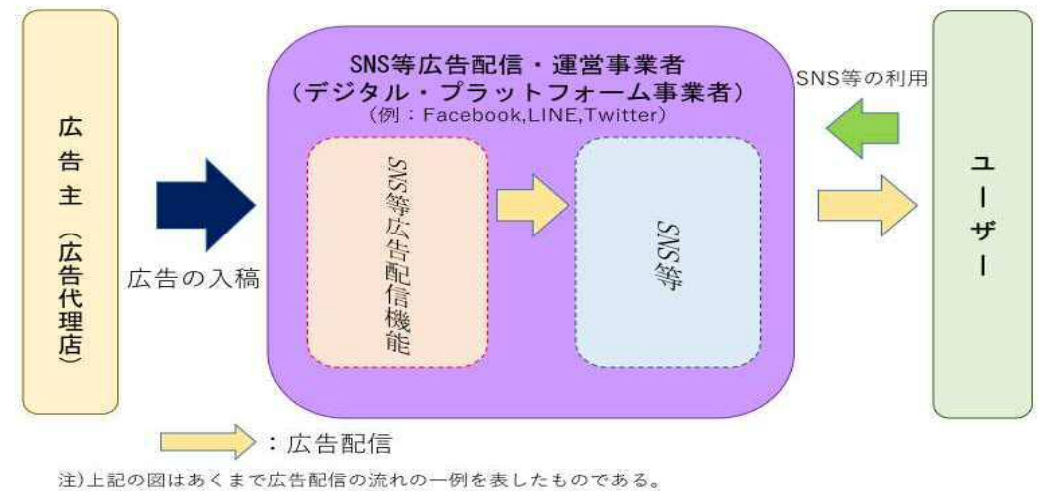 SNS等広告配信・運営事業者
（デジタル・プラットフォーム事業者）
（例：Facebook,LINE,Twitter）
広告主（広告代理店）
広告の入稿
SNS等広告配信機能
SNS等
SNS等の利用
ユーザー
：広告配信
注)上記の図はあくまで広告配信の流れの一例を表したものである。